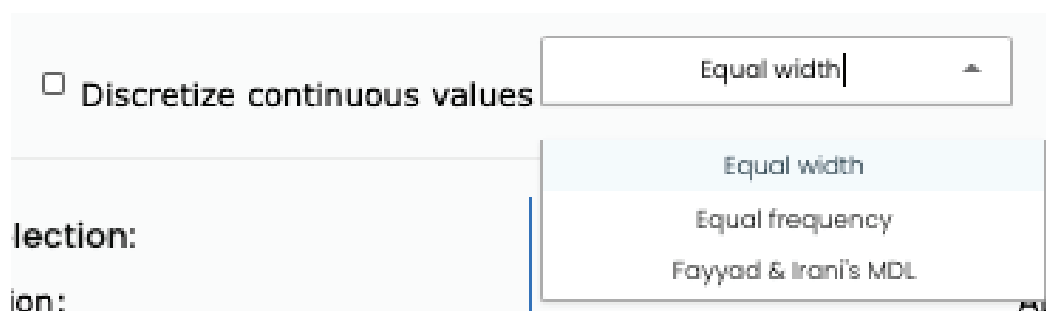 Discretize continuous values
Equal width
Equal width
Equal frequency
Fayyad & Irani's MDL
lection:
ion: